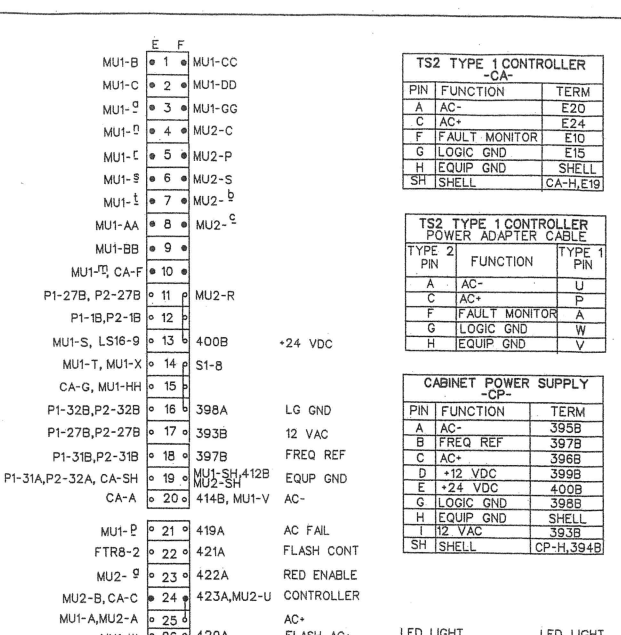 E F
MU1-B 1 MU1-CC
MU1-C 2 MU1-DD
MU1-g 3 MU1-GG
MU1-n 4 MU2-C
MU1-r 5 MU2-P
MU1-s 6 MU2-S
MU1-t 7 MU2-b
MU1-AA 8 MU2-c
MU1-BB 9
MU1-m, CA-F 10
P1-27B, P2-27B 11 MU2-R
P1-1B,P2-1B 12
MU1-S, LS16-9 13 400B +24 VDC
MU1-T, MU1-X 14 S1-8
CA-G, MU1-HH 15
P1-32B,P2-32B 16 398A LG GND
P1-27B,P2-27B 17 393B 12 VAC
P1-31B,P2-31B 18 397B FREQ REF
P1-31A,P2-32A, CA-SH 19 MU1-SH,412B MU2-SH EQUP GND
CA-A 20 414B, MU1-V AC-
MU1-P 21 419A AC FAIL
FTR8-2 22 421A FLASH CONT
MU2-g 23 422A RED ENABLE
MU2-B, CA-C 24 423A,MU2-U CONTROLLER
MU1-A,MU2-A 25 AC+
TS2 TYPE 1 CONTROLLER
-CA-
PIN FUNCTION TERM
A AC- E20
C AC+ E24
F FAULT MONITOR E10
G LOGIC GND E15
H EQUIP GND SHELL
SH SHELL CA-H,E19
TS2 TYPE 1 CONTROLLER
POWER ADAPTER CABLE
TYPE 2 PIN FUNCTION TYPE 1 PIN
A AC- U
C AC+ P
F FAULT MONITOR A
G LOGIC GND W
H EQUIP GND V
CABINET POWER SUPPLY
-CP-
PIN FUNCTION TERM
A AC- 395B
B FREQ REF 397B
C AC+ 396B
D +12 VDC 399B
E +24 VDC 400B
G LOGIC GND 398B
H EQUIP GND SHELL
I 12 VAC 393B
SH SHELL CP-H,394B
LED LIGHT LED LIGHT